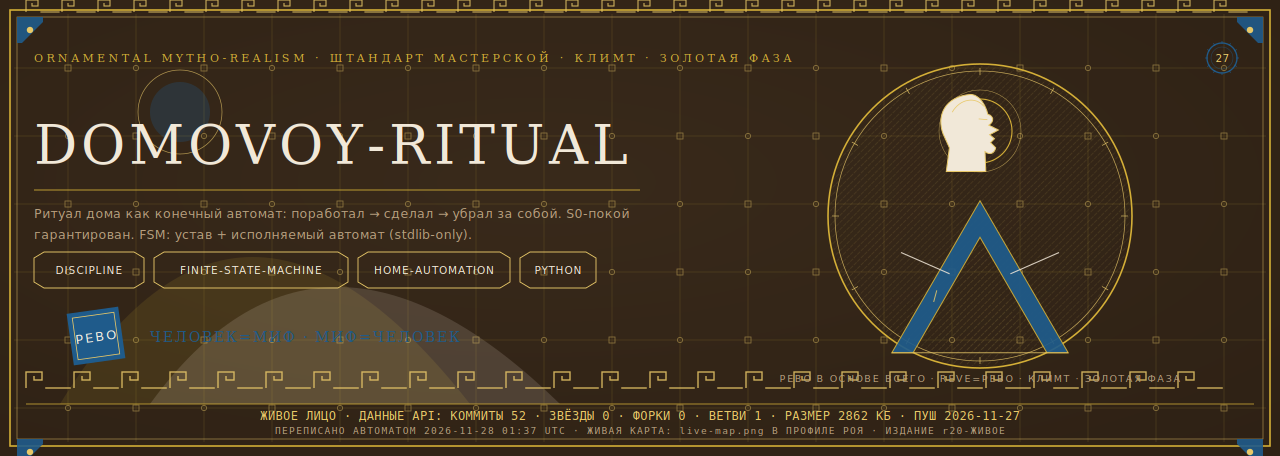 ORNAMENTAL MYTHO-REALISM · ШТАНДАРТ МАСТЕРСКОЙ · КЛИМТ · ЗОЛОТАЯ ФАЗА
27
DOMOVOY-RITUAL
Ритуал дома как конечный автомат: поработал → сделал → убрал за собой. S0-покой
гарантирован. FSM: устав + исполняемый автомат (stdlib-only).
DISCIPLINE FINITE-STATE-MACHINE HOME-AUTOMATION PYTHON
РЕВО
ЧЕЛОВЕК=МИФ · МИФ=ЧЕЛОВЕК
РЕВО В ОСНОВЕ ВСЕГО · REVE=РЕВО · КЛИМТ · ЗОЛОТАЯ ФАЗА
ЖИВОЕ ЛИЦО · ДАННЫЕ API: КОММИТЫ 52 · ЗВЁЗДЫ 0 · ФОРКИ 0 · ВЕТВИ 1 · РАЗМЕР 2862 КБ · ПУШ 2026-11-27
ПЕРЕПИСАНО АВТОМАТОМ 2026-11-28 01:37 UTC · ЖИВАЯ КАРТА: live-map.png В ПРОФИЛЕ РОЯ · ИЗДАНИЕ r20-ЖИВОЕ